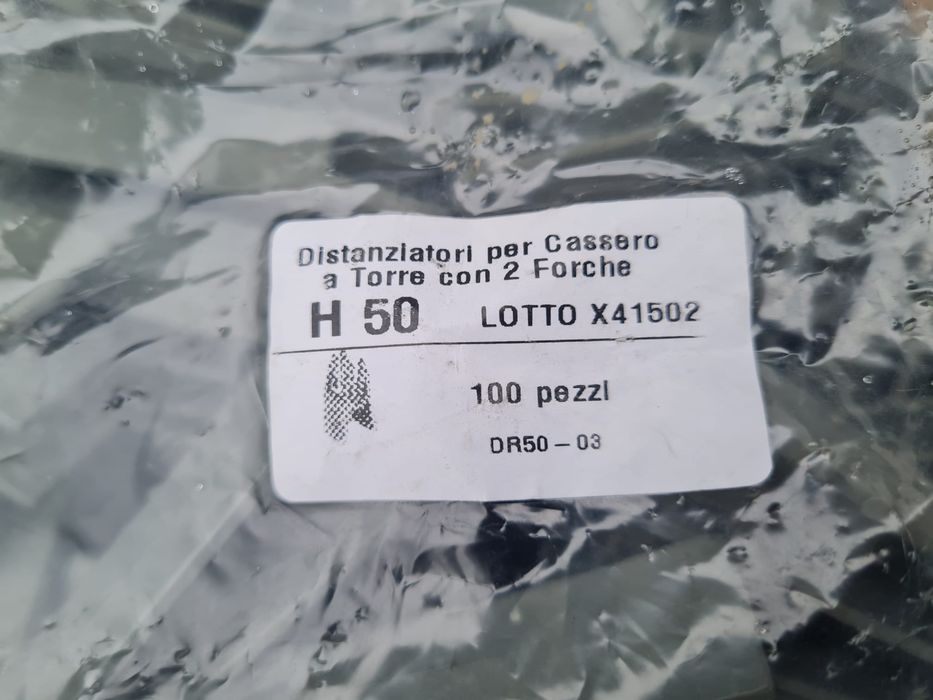 Distanziatori per Cassero
a Torre con 2 Forche
H 50 LOTTO X41502
100 pezzi
DR50-03